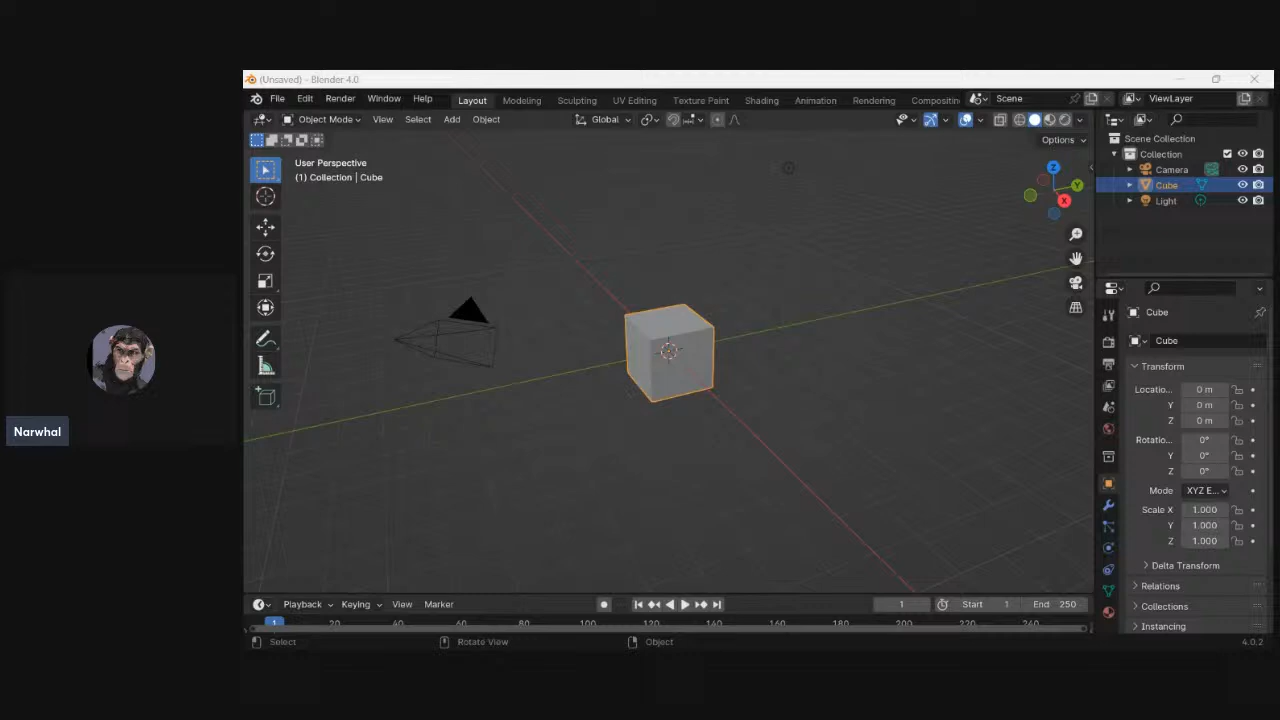 (Unsaved) - Blender 4.0
File Edit Render Window Help Layout Modeling Sculpting UV Editing Texture Paint Shading Animation Rendering Compositin Scene ViewLayer
Object Mode View Select Add Object Global
Options
User Perspective
(1) Collection | Cube
Z
Y
X
Scene Collection
Collection
Camera
Cube
Light
Cube
Cube
Transform
Locatio... 0 m
Y 0 m
Z 0 m
Rotatio... 0°
Y 0°
Z 0°
Mode XYZ E...
Scale X 1.000
Y 1.000
Z 1.000
Delta Transform
Relations
Collections
Instancing
Narwhal
Playback Keying View Marker 1 Start 1 End 250
1 20 40 60 80 100 120 140 160 180 200 220 240
Select Rotate View Object 4.0.2